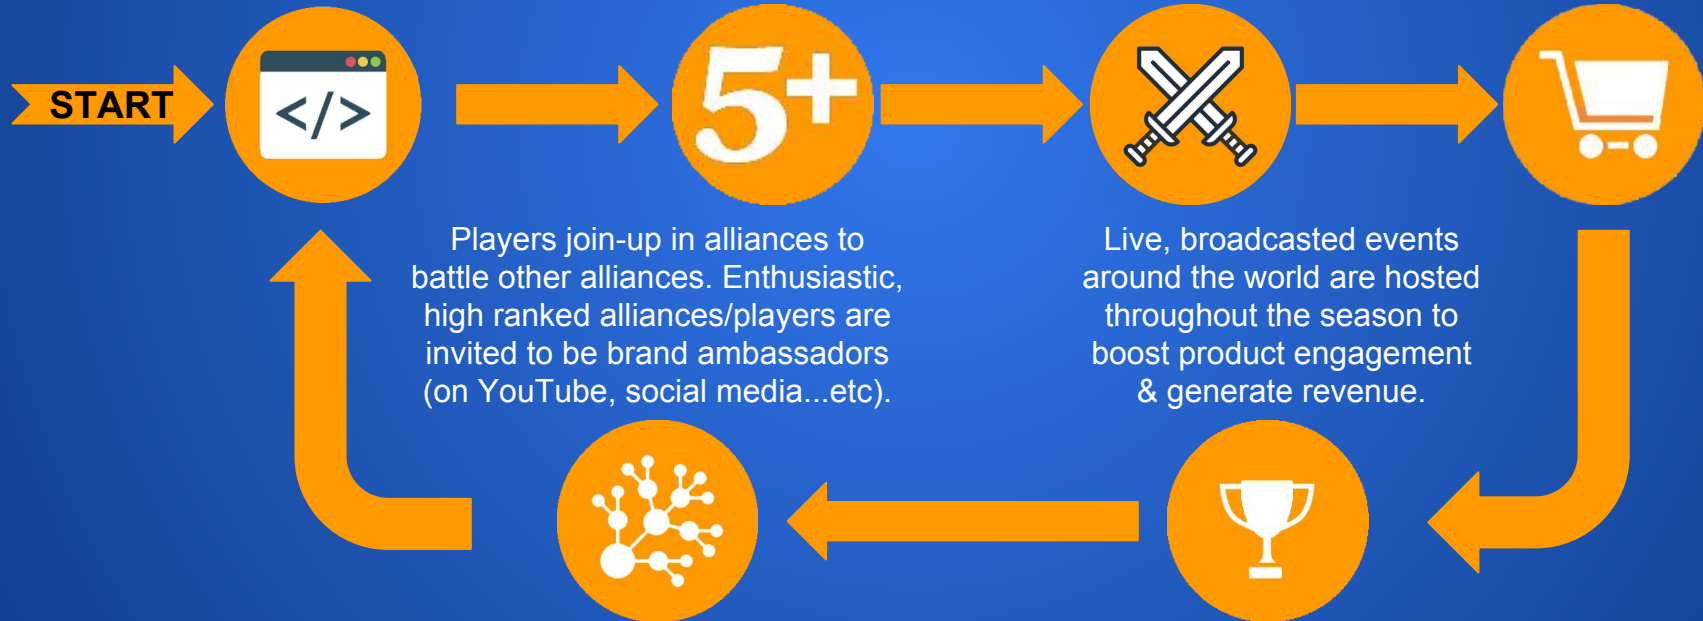 START
</>
5+
Players join-up in alliances to
battle other alliances. Enthusiastic,
high ranked alliances/players are
invited to be brand ambassadors
(on YouTube, social media...etc).
Live, broadcasted events
around the world are hosted
throughout the season to
boost product engagement
& generate revenue.